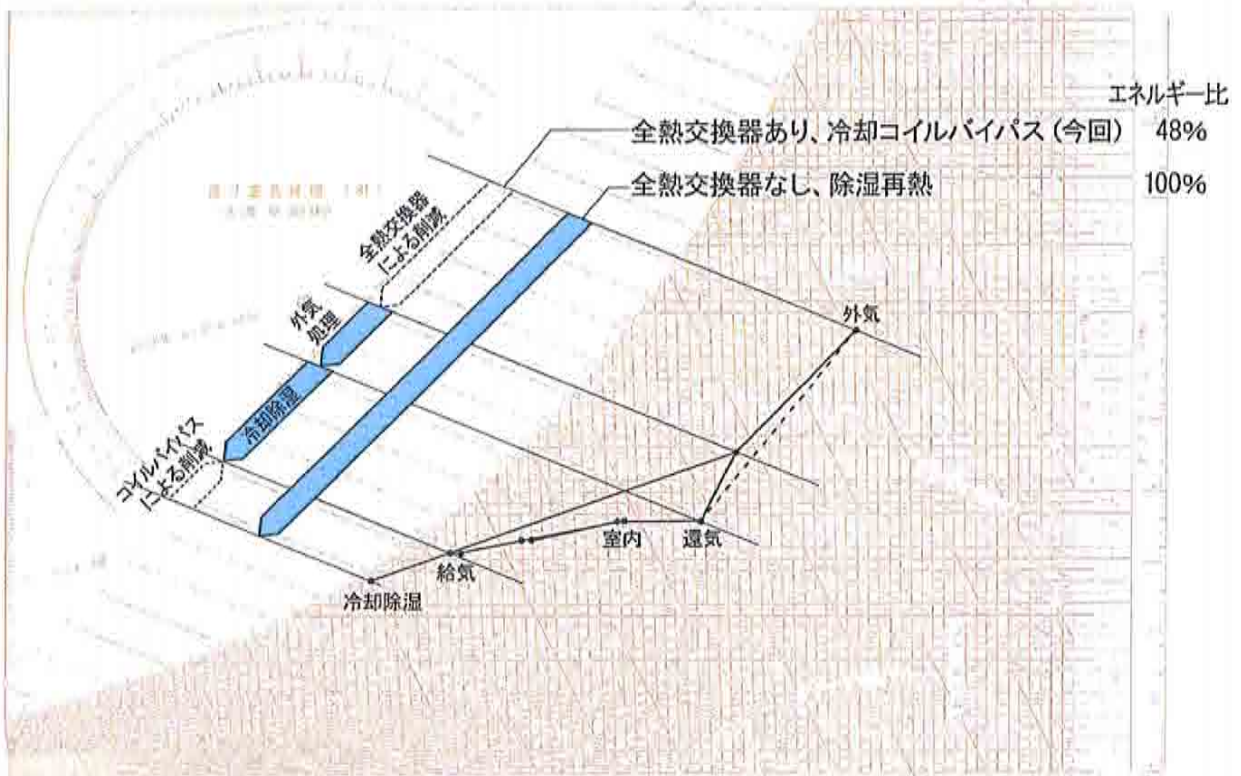 エネルギー比
全熱交換器あり、冷却コイルバイパス (今回) 48%
全熱交換器なし、除湿再熱 100%
全熱交換器
による削減
外気
処理
冷却除湿
コイルバイパス
による削減
外気
室内
還気
給気
冷却除湿